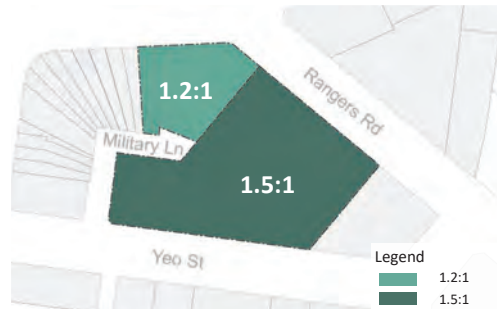 1.2:1
Rangers Rd
Military Ln
1.5:1
Yeo St
Legend
1.2:1
1.5:1